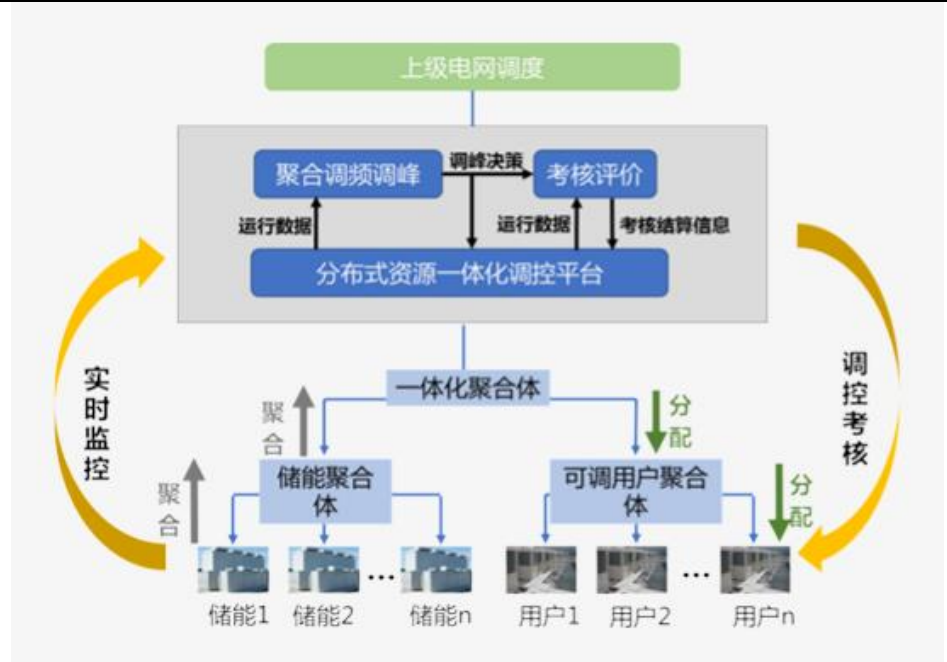 上级电网调度
聚合调频调峰
调峰决策
考核评价
运行数据
运行数据
考核结算信息
分布式资源一体化调控平台
实时监控
调控考核
一体化聚合体
聚合
分配
储能聚合
体
可调用户聚合
体
聚合
分配
储能1
储能2
...
储能n
用户1
用户2
...
用户n